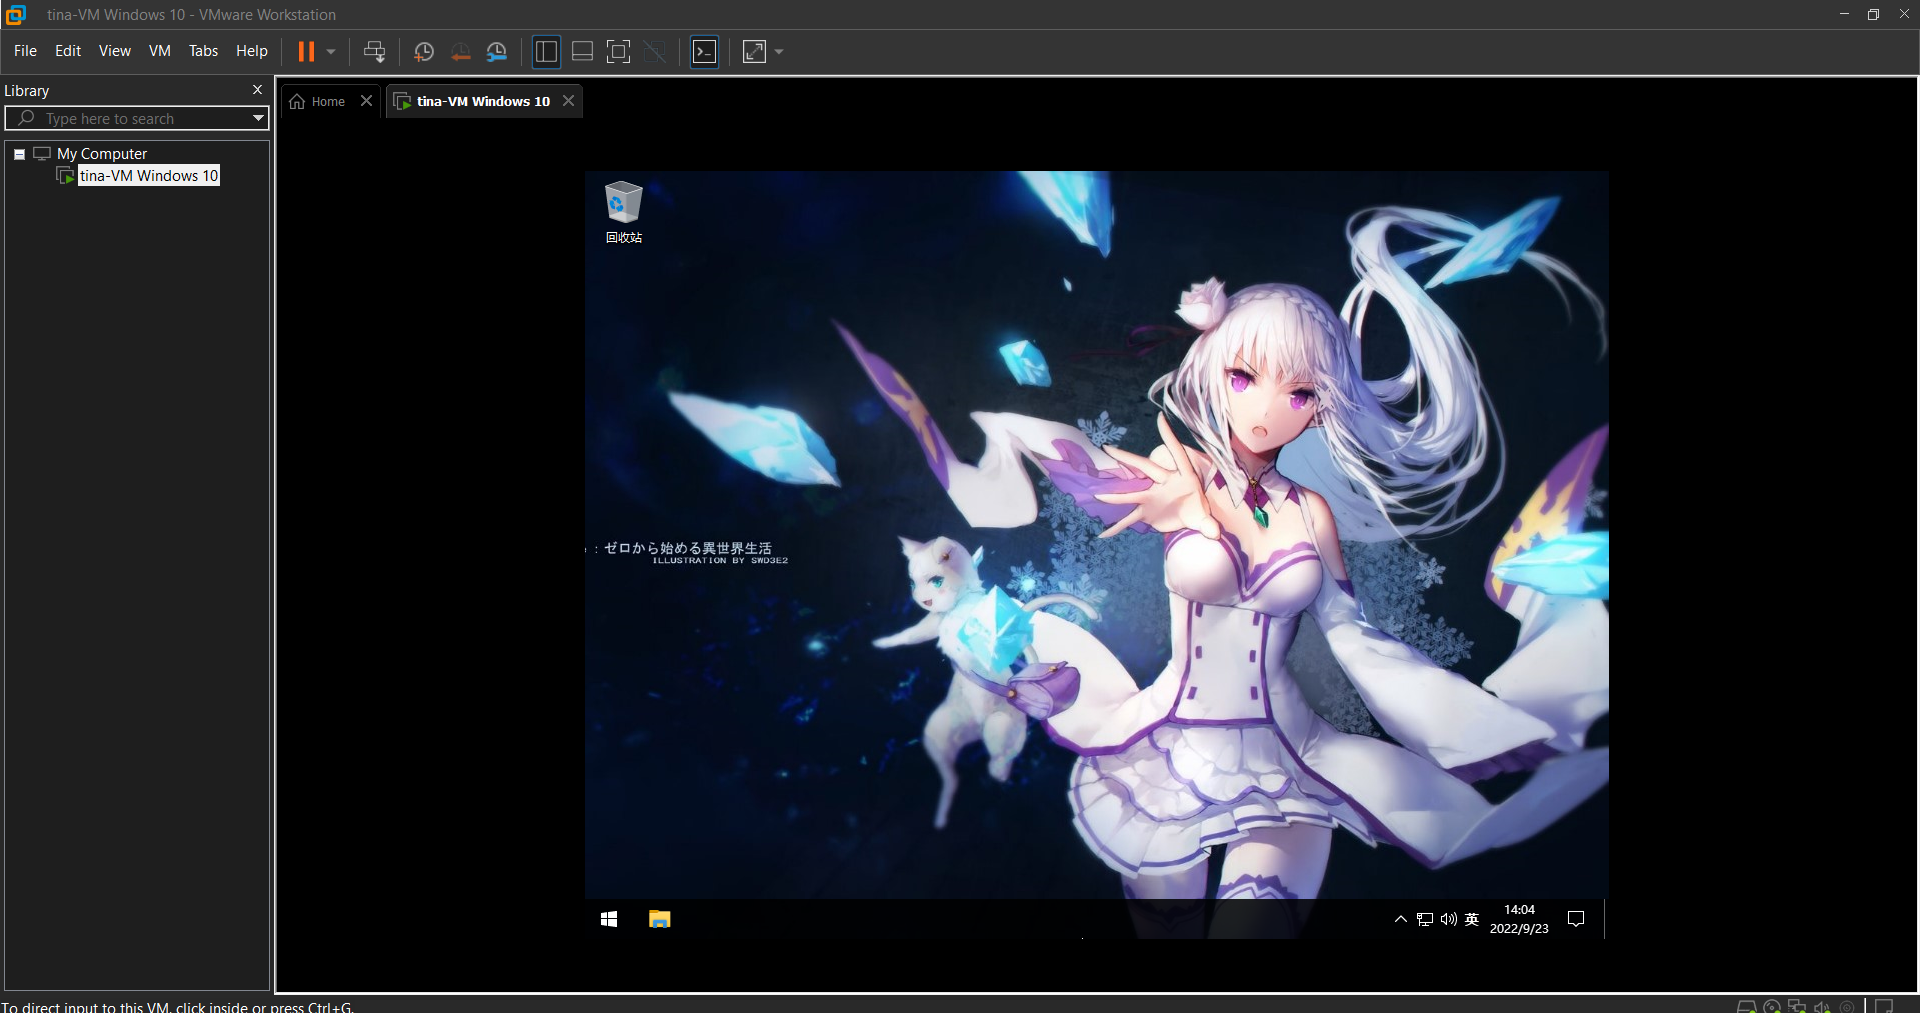 tina-VM Windows 10 - VMware Workstation
File Edit View VM Tabs Help
Library
Type here to search
My Computer
tina-VM Windows 10
Home
tina-VM Windows 10
回收站
：ゼロから始める異世界生活
ILLUSTRATION BY SWD3E2
英
14:04
2022/9/23
To direct input to this VM, click inside or press Ctrl+G.